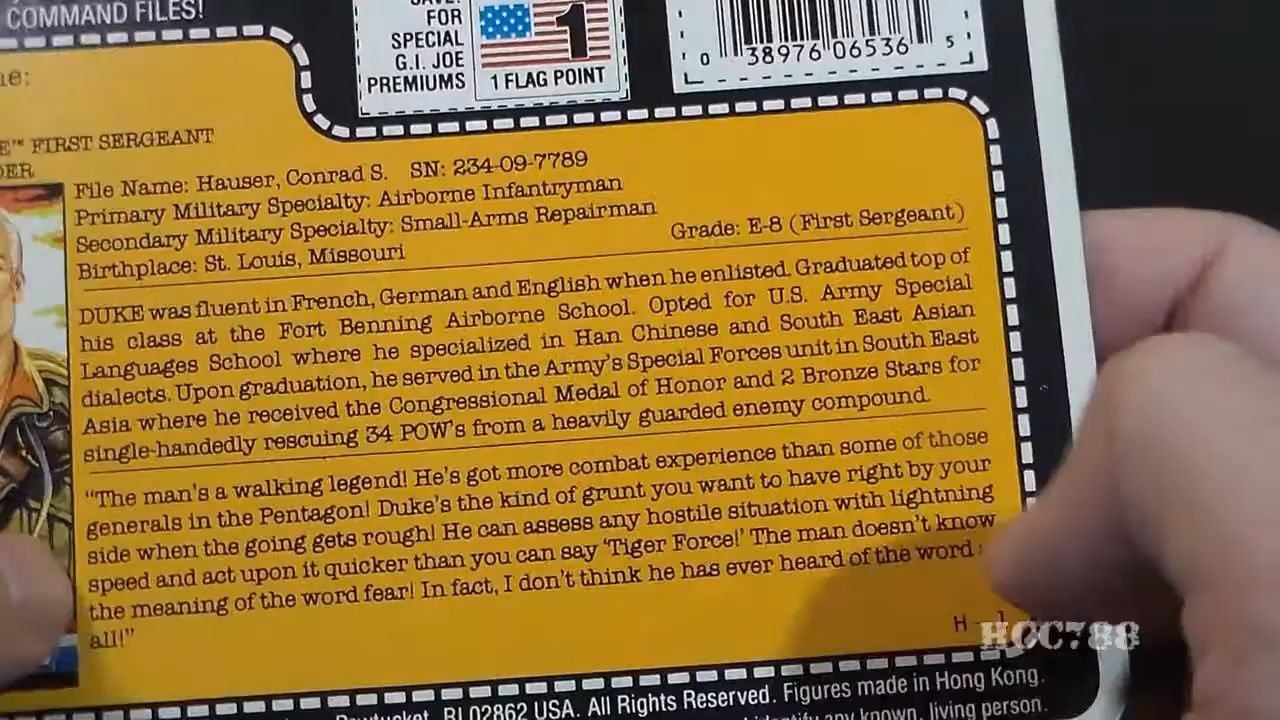 COMMAND FILES!
FOR
SPECIAL
G.I. JOE
PREMIUMS
1
1 FLAG POINT
0 38976 06536 5
™ FIRST SERGEANT
File Name: Hauser, Conrad S. SN: 234-09-7789
Primary Military Specialty: Airborne Infantryman
Secondary Military Specialty: Small-Arms Repairman
Birthplace: St. Louis, Missouri Grade: E-8 (First Sergeant)
DUKE was fluent in French, German and English when he enlisted. Graduated top of
his class at the Fort Benning Airborne School. Opted for U.S. Army Special
Languages School where he specialized in Han Chinese and South East Asian
dialects. Upon graduation, he served in the Army's Special Forces unit in South East
Asia where he received the Congressional Medal of Honor and 2 Bronze Stars for
single-handedly rescuing 34 POW's from a heavily guarded enemy compound.
"The man's a walking legend! He's got more combat experience than some of those
generals in the Pentagon! Duke's the kind of grunt you want to have right by your
side when the going gets rough! He can assess any hostile situation with lightning
speed and act upon it quicker than you can say 'Tiger Force!' The man doesn't know
the meaning of the word fear! In fact, I don't think he has ever heard of the word
all!"
HCC788
RI 02862 USA. All Rights Reserved. Figures made in Hong Kong.
any known, living person.